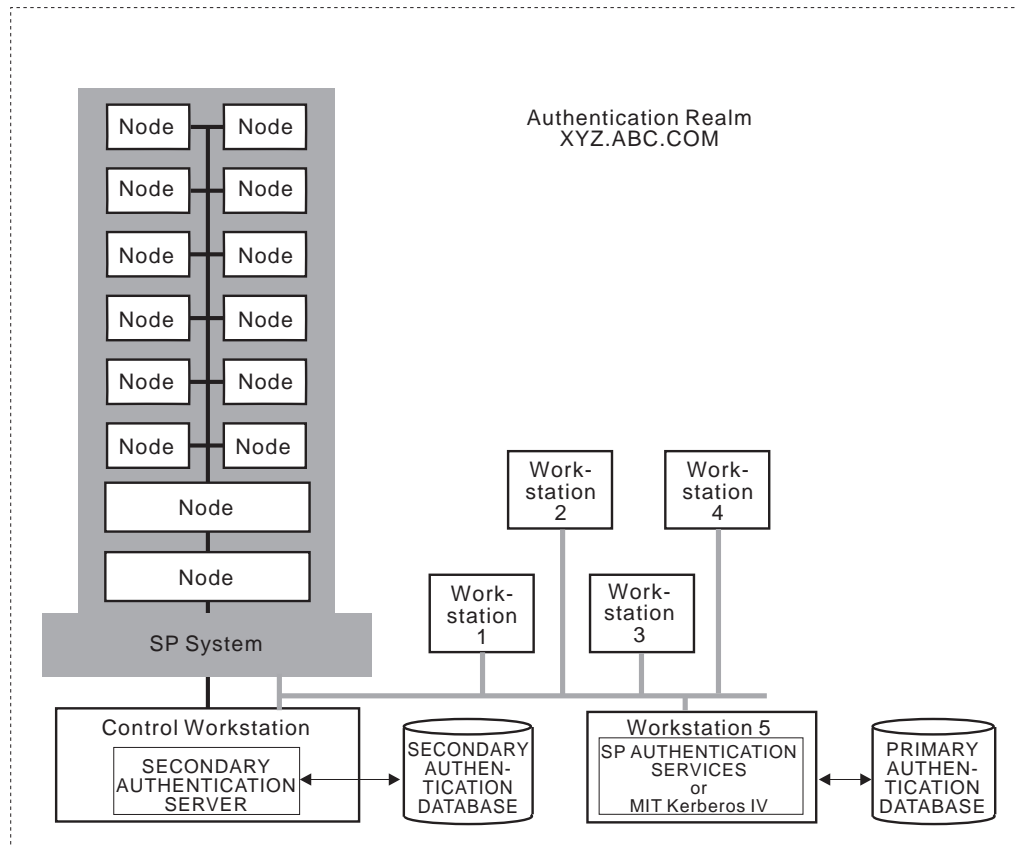 Authentication Realm
XYZ.ABC.COM
Node Node
Node Node
Node Node
Node Node
Node Node
Node Node
Node
Node
SP System
Work-
station
2
Work-
station
4
Work-
station
1
Work-
station
3
Control Workstation
SECONDARY
AUTHENTICATION
SERVER
SECONDARY
AUTHEN-
TICATION
DATABASE
Workstation 5
SP AUTHENTICATION
SERVICES
or
MIT Kerberos IV
PRIMARY
AUTHEN-
TICATION
DATABASE